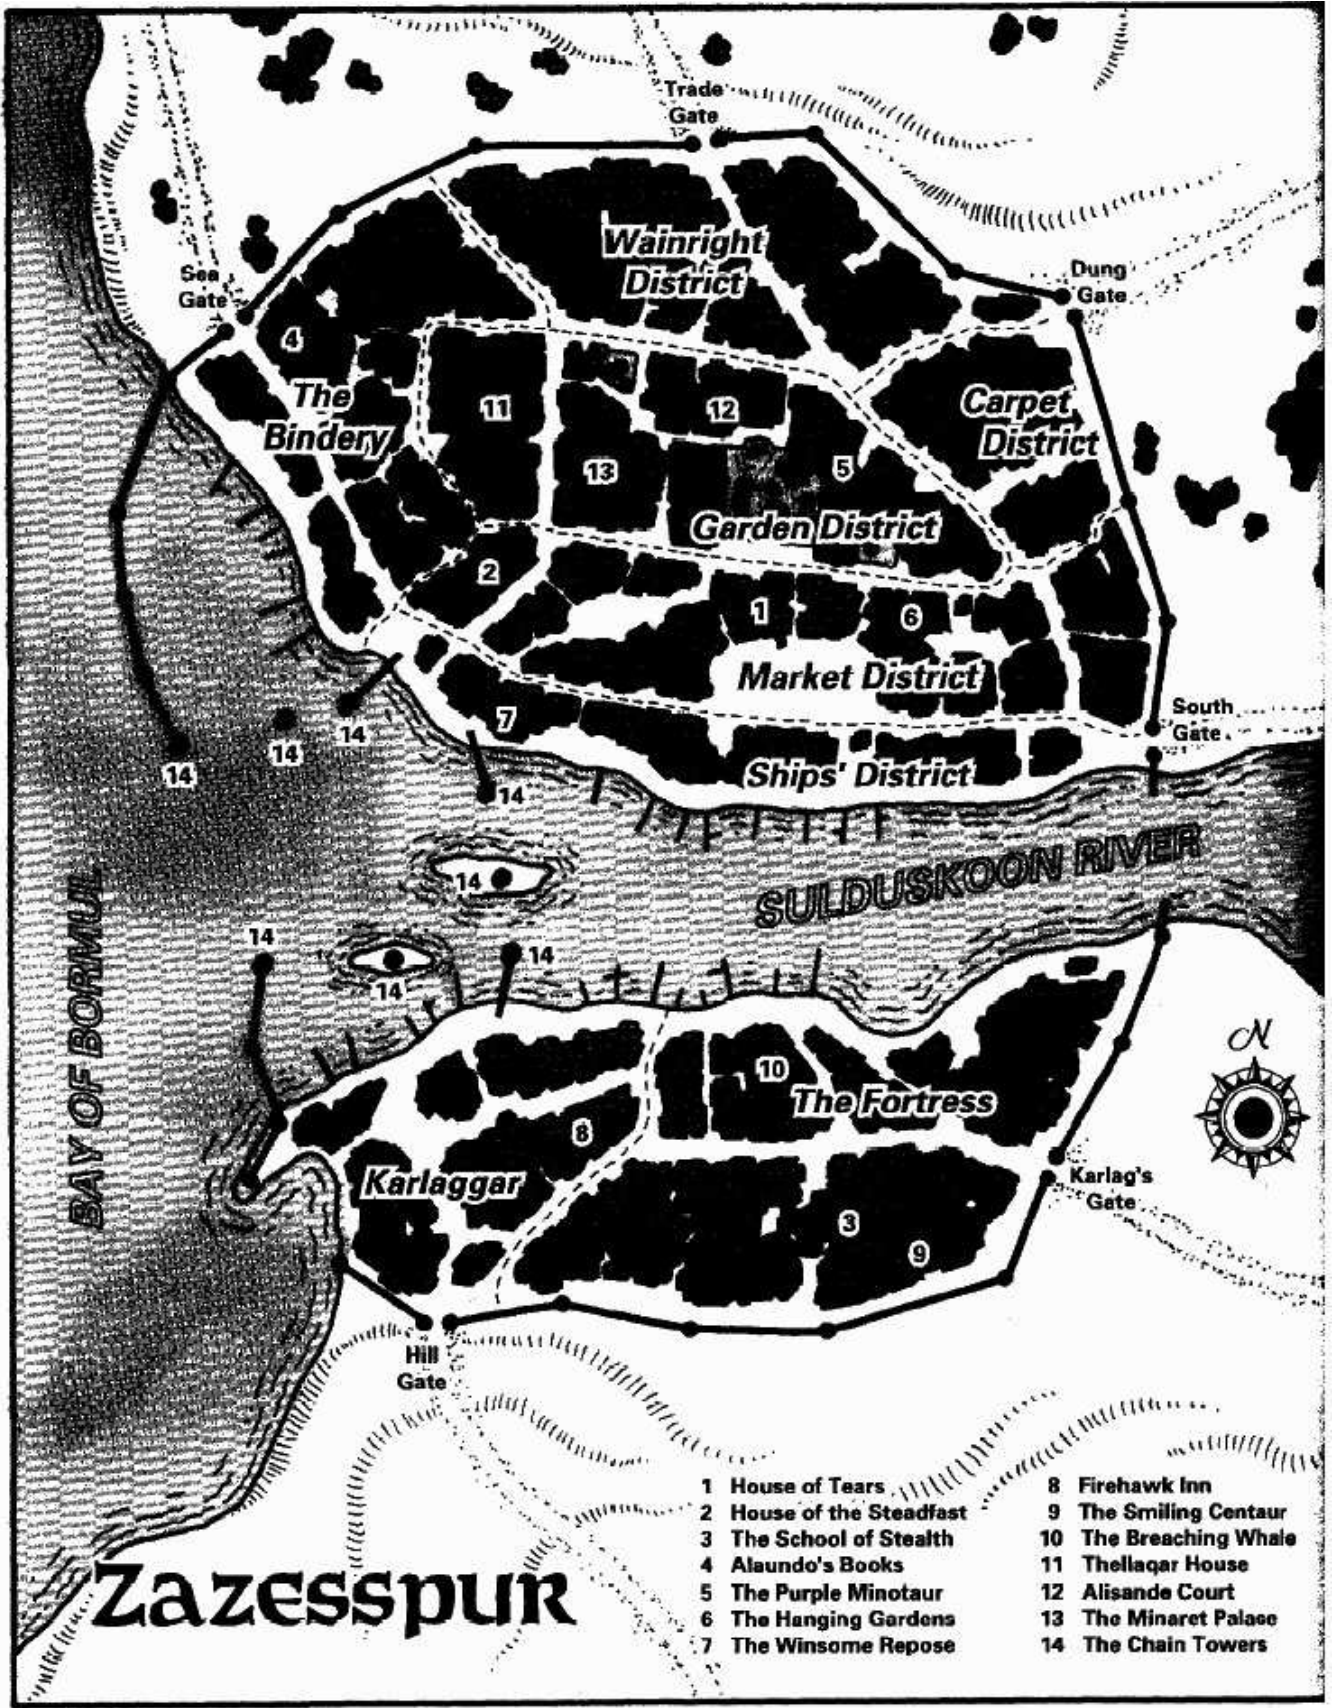 Trade
Gate
Wainright
District
Sea
Gate
Dung
Gate
4
The
Bindery
11
12
Carpet
District
13
5
Garden District
2
1
6
Market District
7
South
Gate
14
14
14
14
Ships' District
14
SULDUSKOON RIVER
BAY OF BORMUL
14
14
14
N
10
The Fortress
8
Karlaggar
Karlag's
Gate
3
9
Hill
Gate
1 House of Tears
2 House of the Steadfast
3 The School of Stealth
4 Alaundo's Books
5 The Purple Minotaur
6 The Hanging Gardens
7 The Winsome Repose
8 Firehawk Inn
9 The Smiling Centaur
10 The Breaching Whale
11 Thellaqar House
12 Alisande Court
13 The Minaret Palace
14 The Chain Towers
Zazesspur